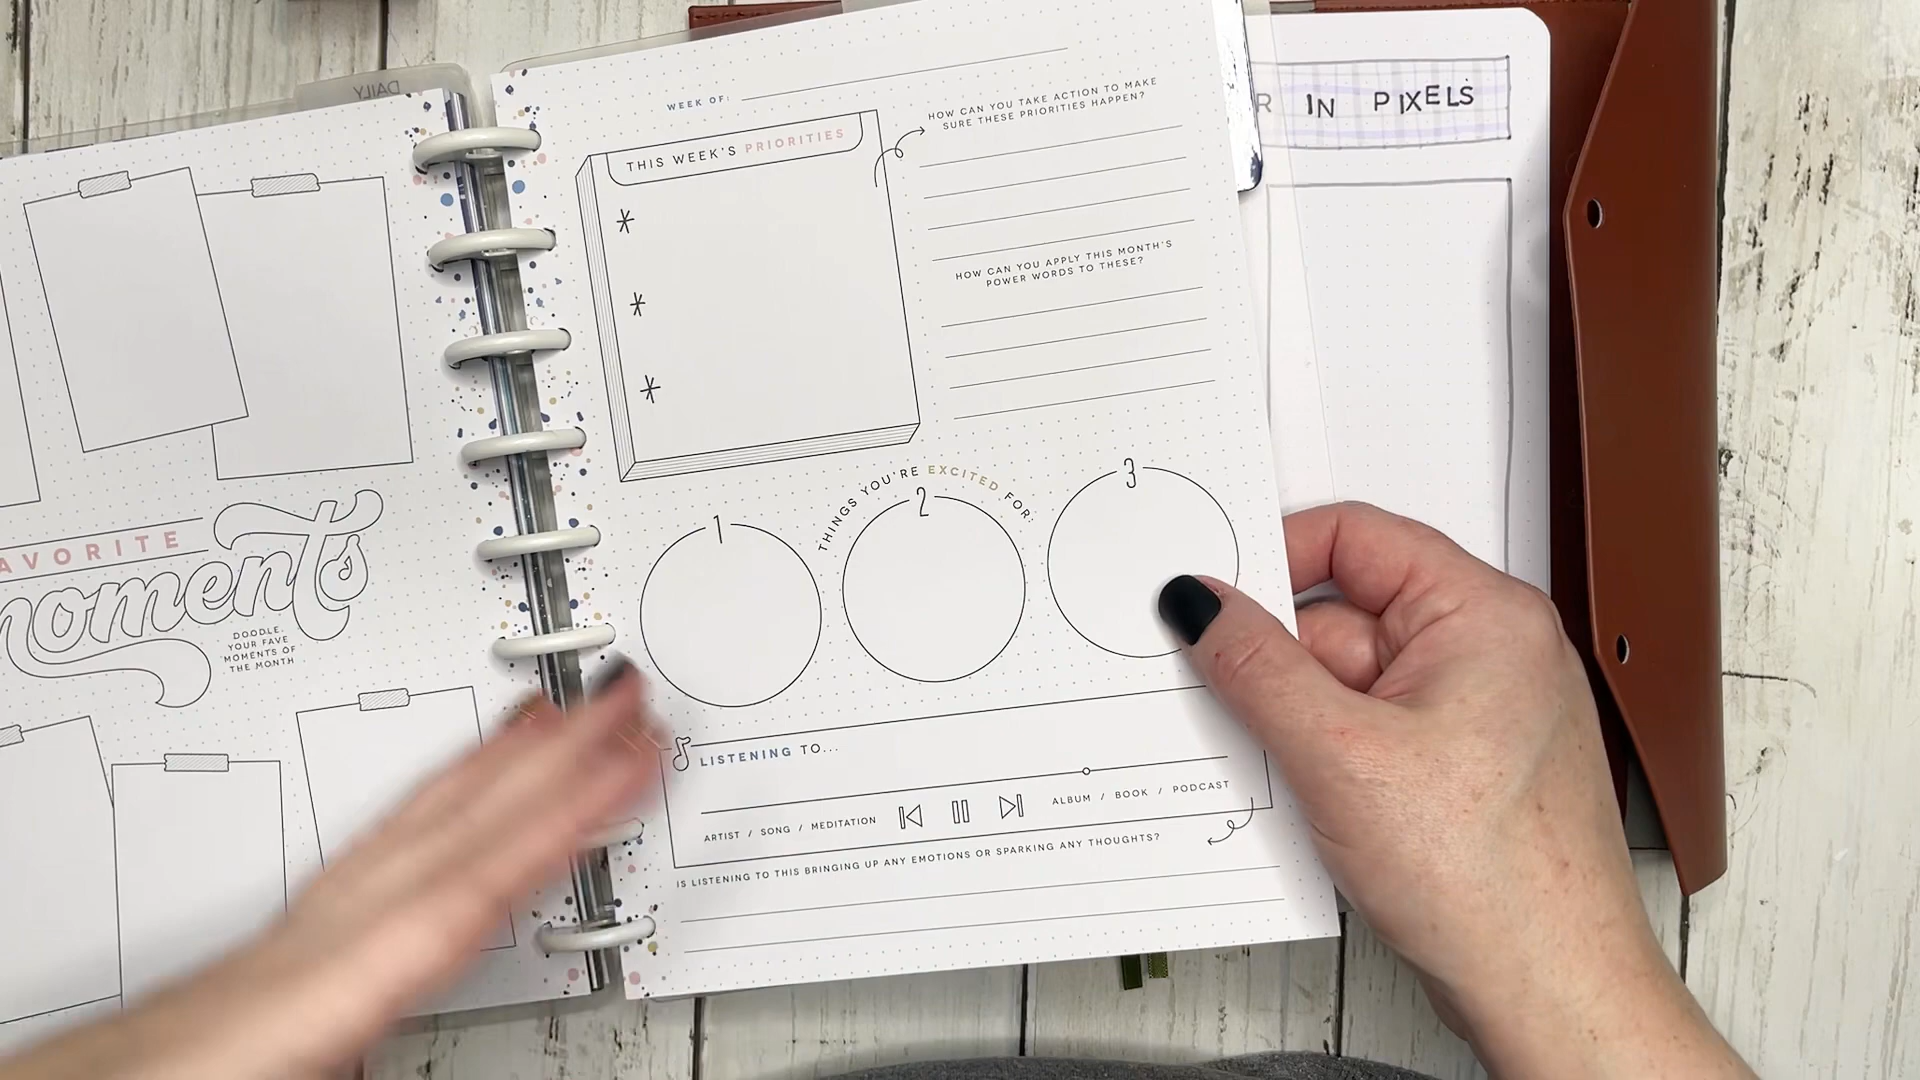 DAILY
AVORITE
moments
DOODLE
YOUR FAVE
MOMENTS OF
THE MONTH
WEEK OF:
THIS WEEK'S PRIORITIES
HOW CAN YOU TAKE ACTION TO MAKE
SURE THESE PRIORITIES HAPPEN?
HOW CAN YOU APPLY THIS MONTH'S
POWER WORDS TO THESE?
THINGS YOU'RE EXCITED FOR:
1
2
3
LISTENING TO...
ARTIST / SONG / MEDITATION
ALBUM / BOOK / PODCAST
IS LISTENING TO THIS BRINGING UP ANY EMOTIONS OR SPARKING ANY THOUGHTS?
R IN PIXELS